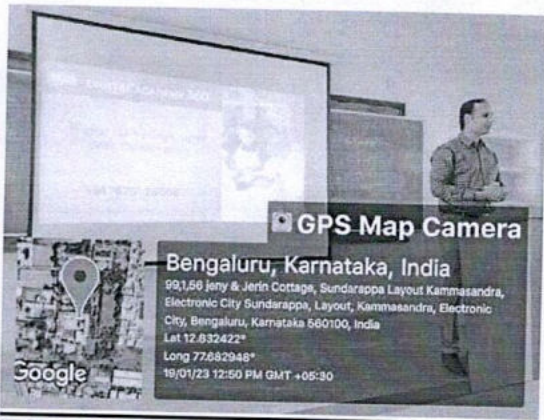 GPS Map Camera
Bengaluru, Karnataka, India
99,1,56 jeny & Jerin Cottage, Sundarappa Layout Kammasandra,
Electronic City Sundarappa, Layout, Kammasandra, Electronic
City, Bengaluru, Karnataka 560100, India
Lat 12.832422°
Long 77.682948°
19/01/23 12:50 PM GMT +05:30
Google